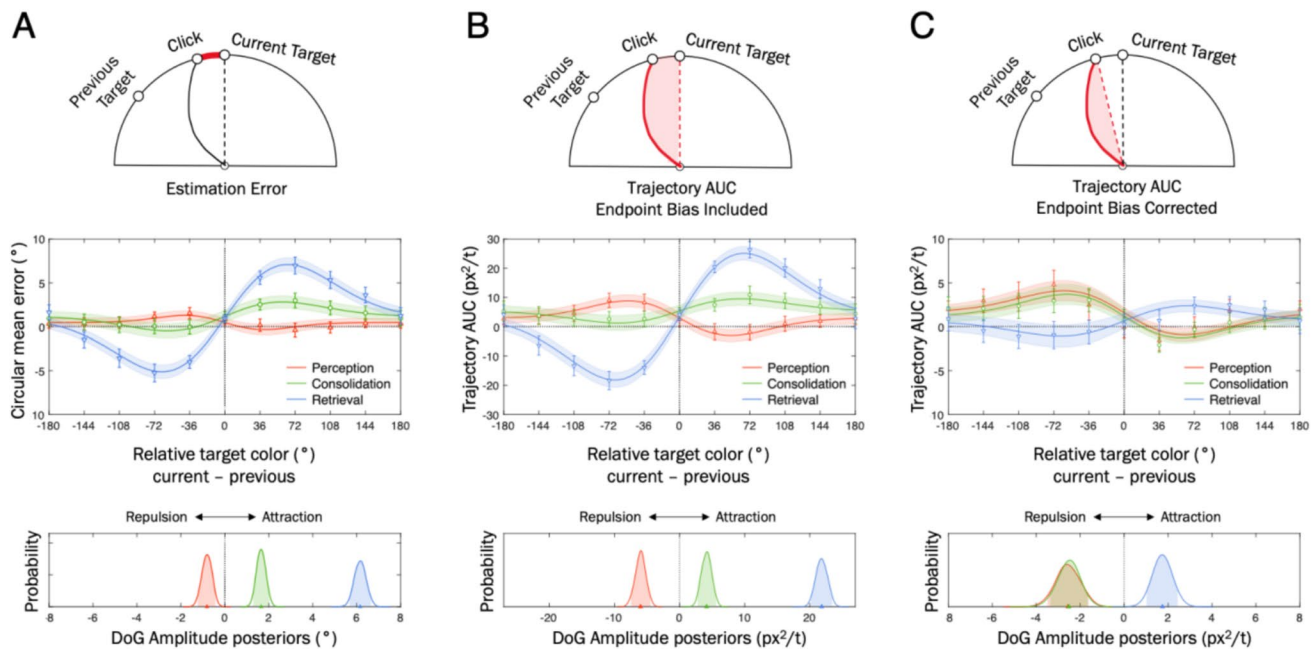 A
Click
Current Target
Previous
Target
Estimation Error
B
Click
Current Target
Previous
Target
Trajectory AUC
Endpoint Bias Included
C
Click
Current Target
Previous
Target
Trajectory AUC
Endpoint Bias Corrected
Circular mean error (°)
10
5
0
-5
10
-180 -144 -108 -72 -36 0 36 72 108 144 180
Perception
Consolidation
Retrieval
Relative target color (°)
current – previous
Trajectory AUC (px²/t)
30
20
10
0
-10
-20
-30
-180 -144 -108 -72 -36 0 36 72 108 144 180
Perception
Consolidation
Retrieval
Relative target color (°)
current – previous
Trajectory AUC (px²/t)
10
5
0
-5
10
-180 -144 -108 -72 -36 0 36 72 108 144 180
Perception
Consolidation
Retrieval
Relative target color (°)
current – previous
Repulsion Attraction
Probability
8 -6 -4 -2 0 2 4 6 8
DoG Amplitude posteriors (°)
Repulsion Attraction
Probability
-20 -10 0 10 20
DoG Amplitude posteriors (px²/t)
Repulsion Attraction
Probability
8 -6 -4 -2 0 2 4 6 8
DoG Amplitude posteriors (px²/t)